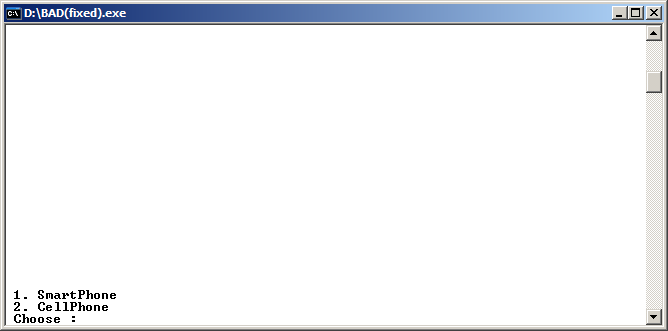 D:\BAD(fixed).exe
1. SmartPhone
2. CellPhone
Choose :